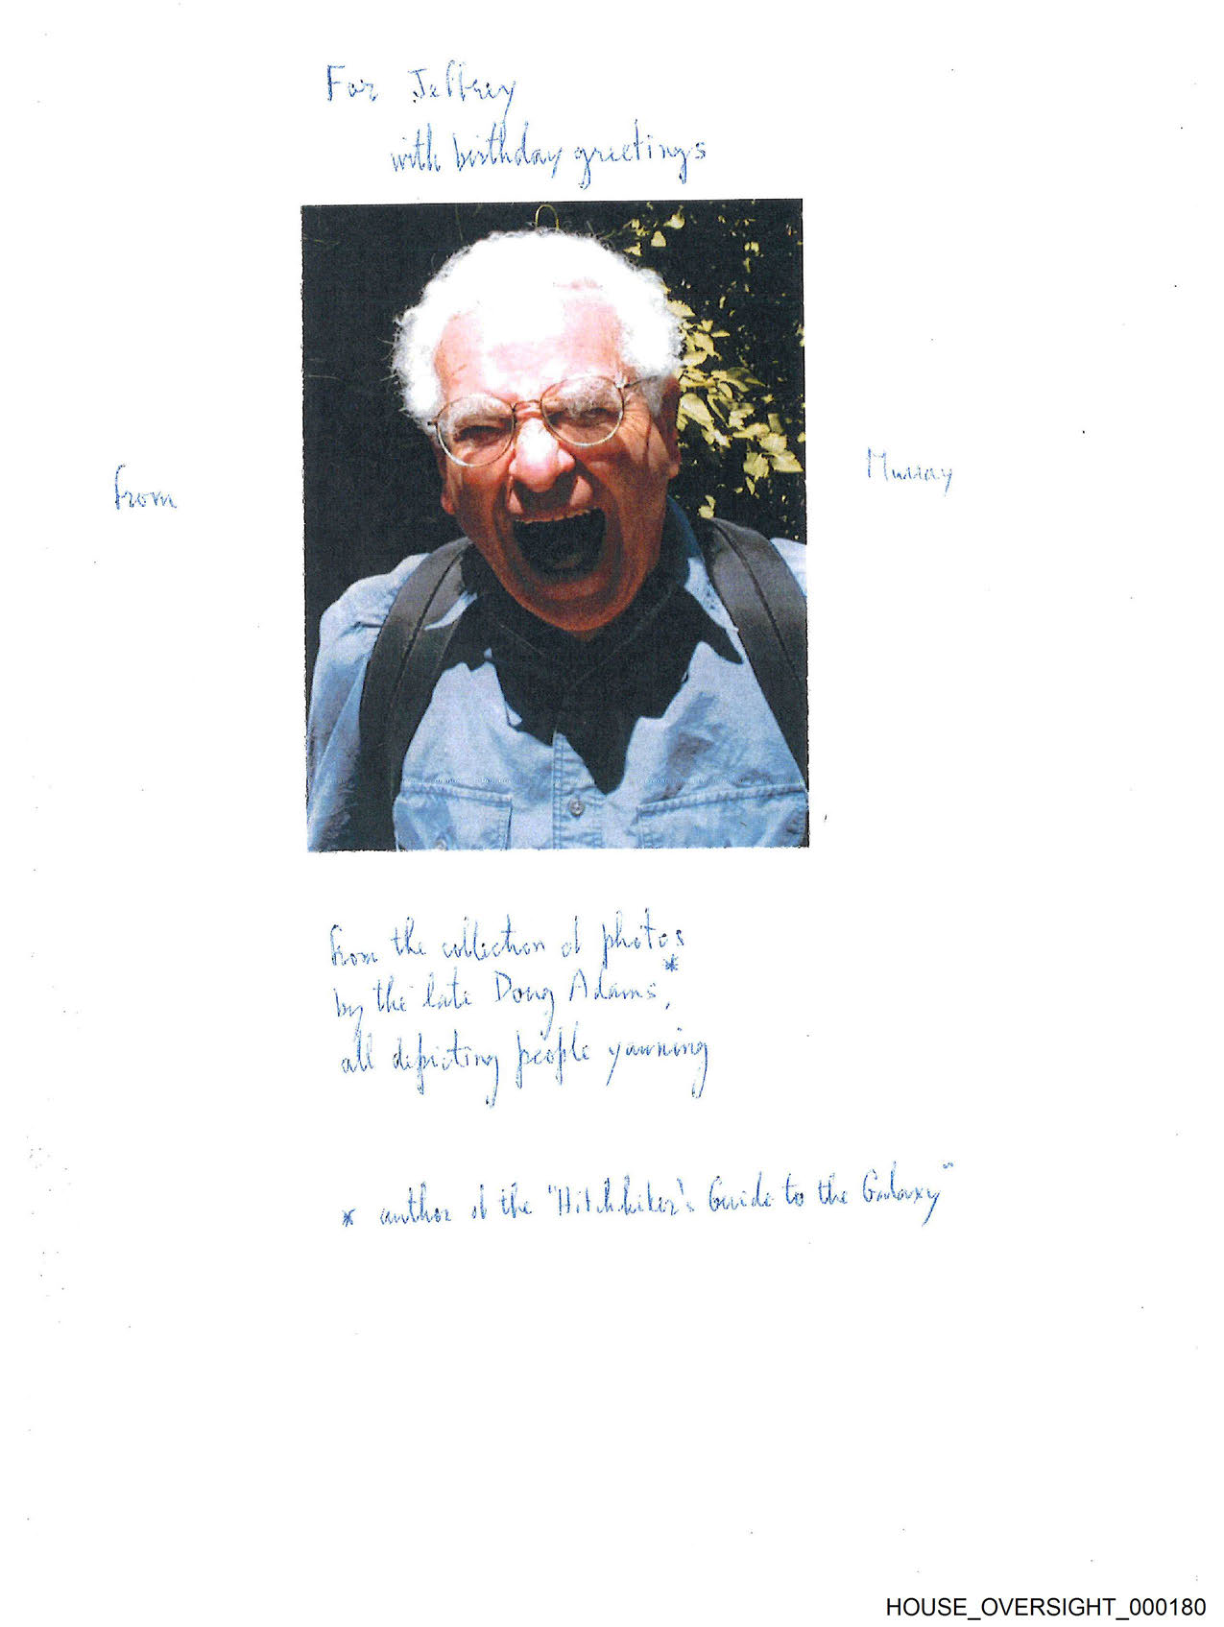 For Jeffrey
with birthday greetings
From
Murray
From the collection of photos
by the late Doug Adams*,
all depicting people yawning
* author of the "Hitchhiker's Guide to the Galaxy"
HOUSE_OVERSIGHT_000180